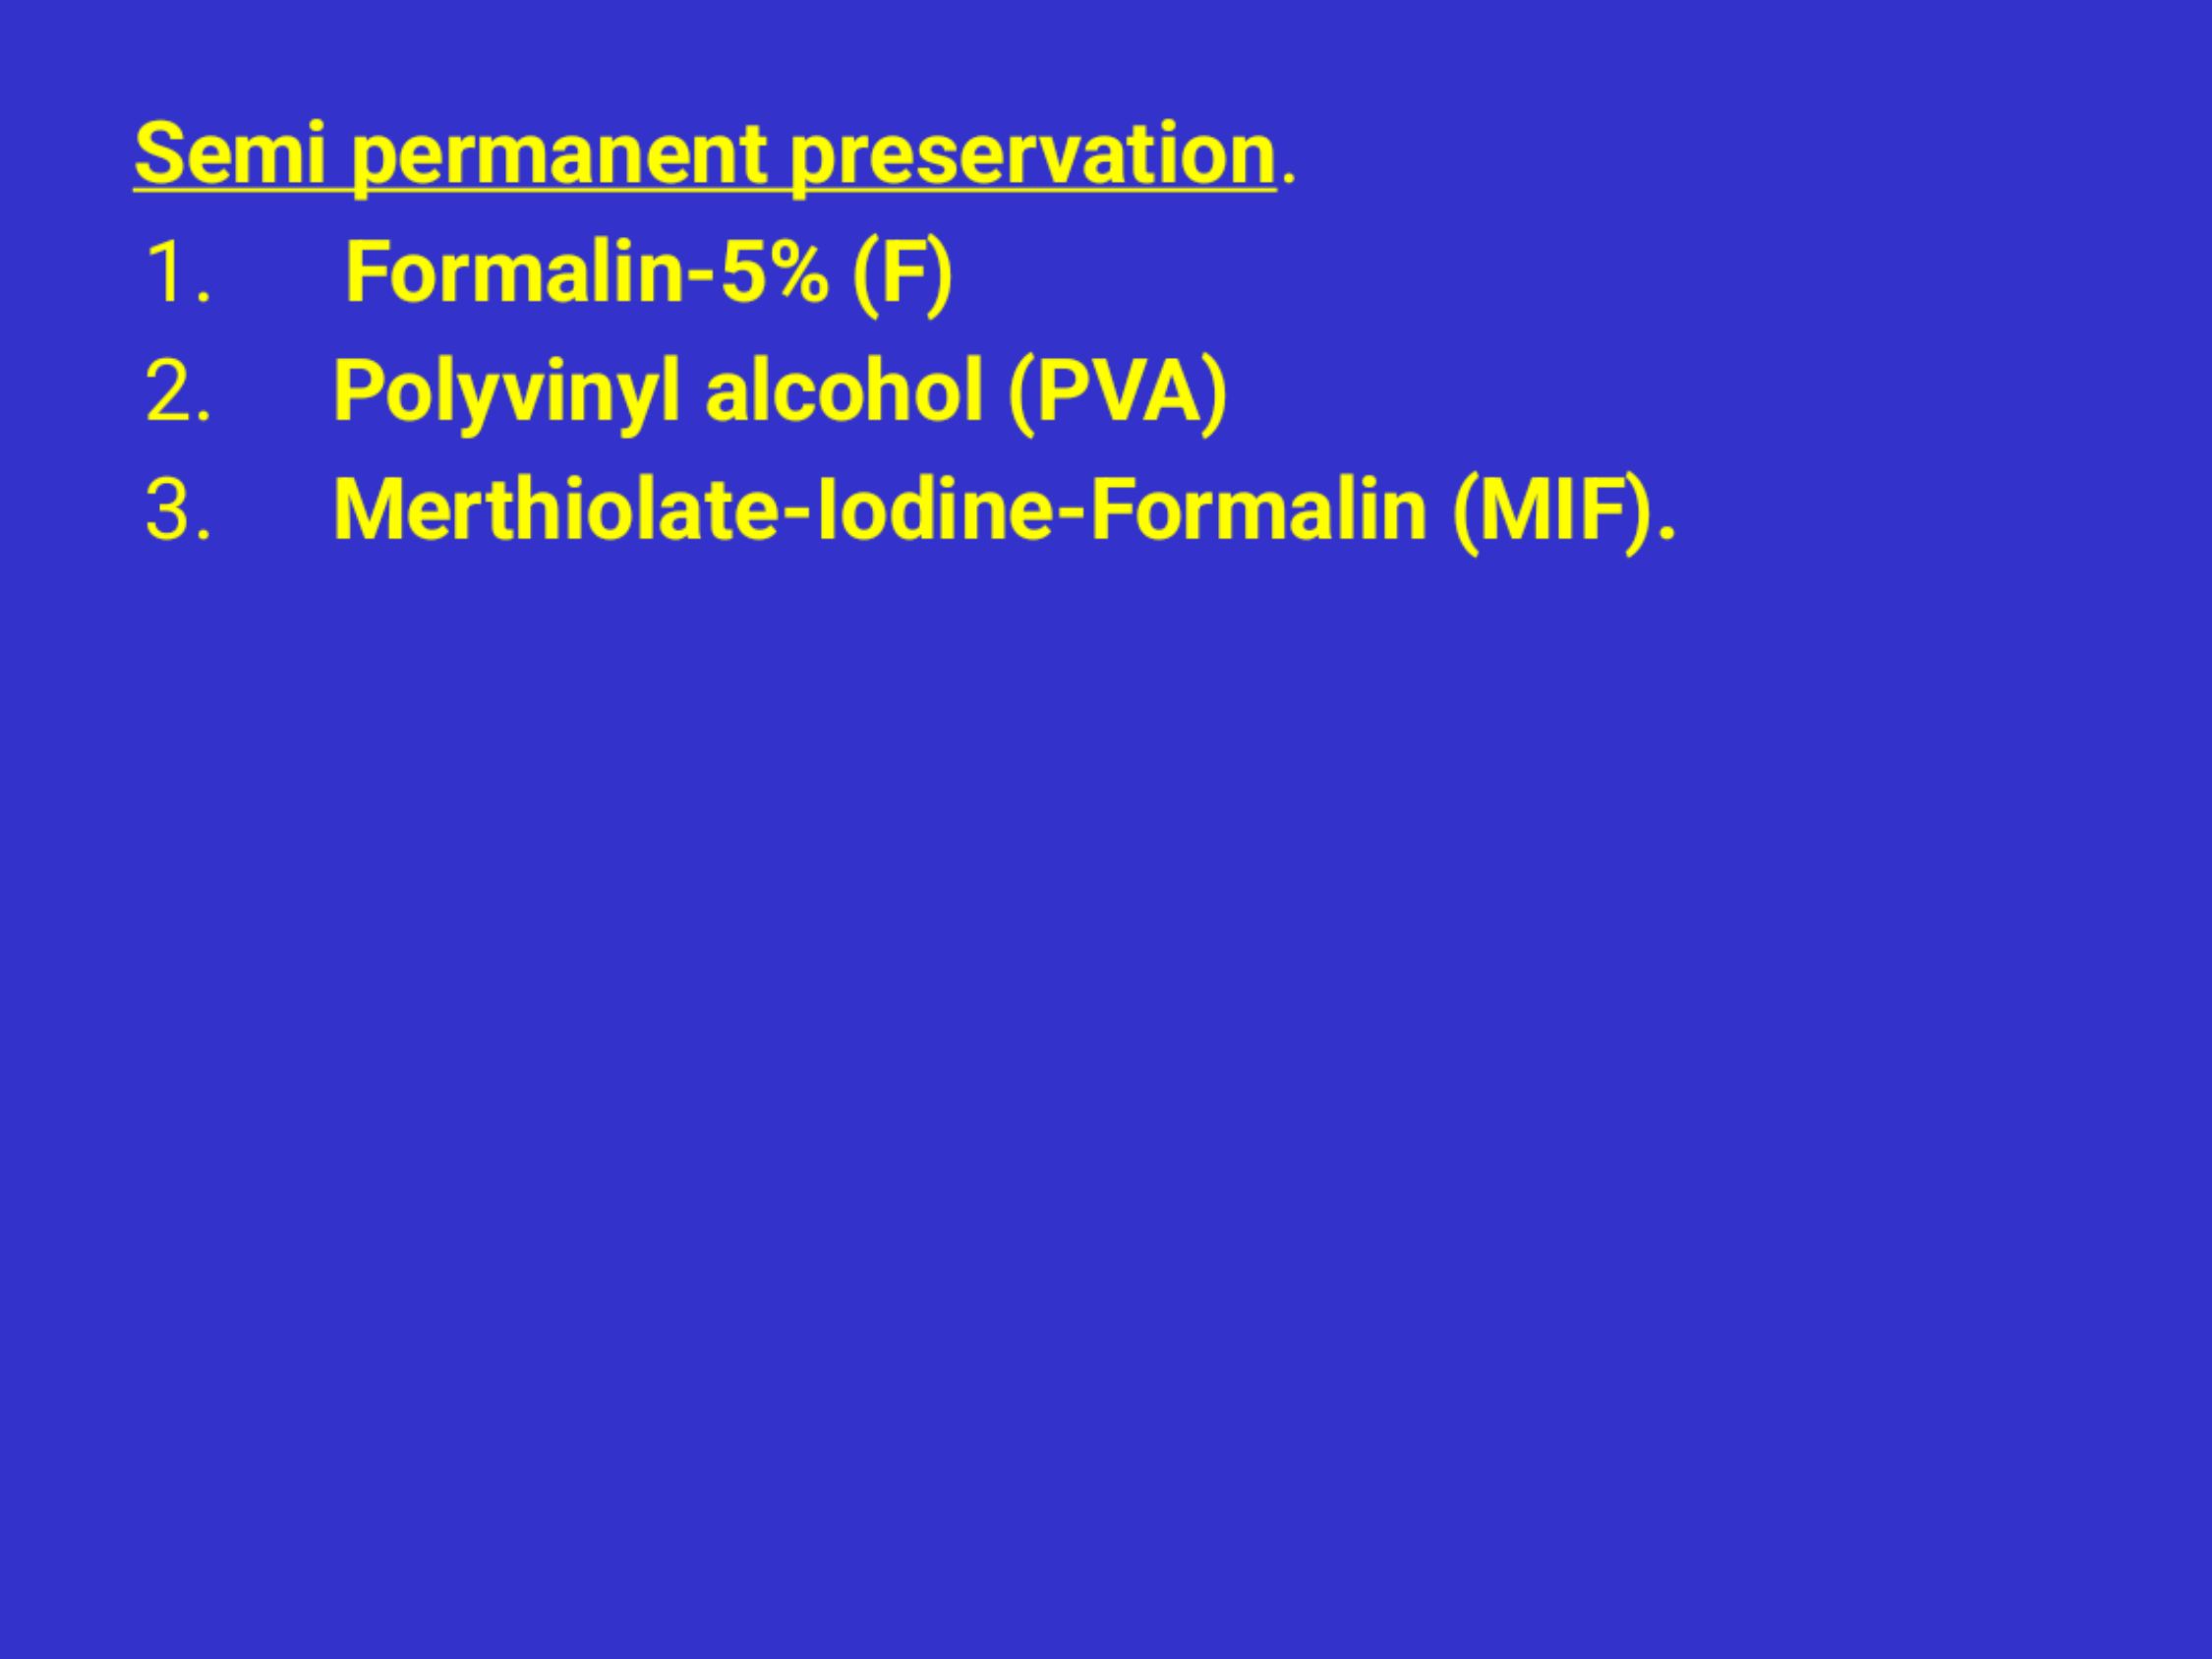 Semi permanent preservation.
1. Formalin-5% (F)
2. Polyvinyl alcohol (PVA)
3. Merthiolate-Iodine-Formalin (MIF).